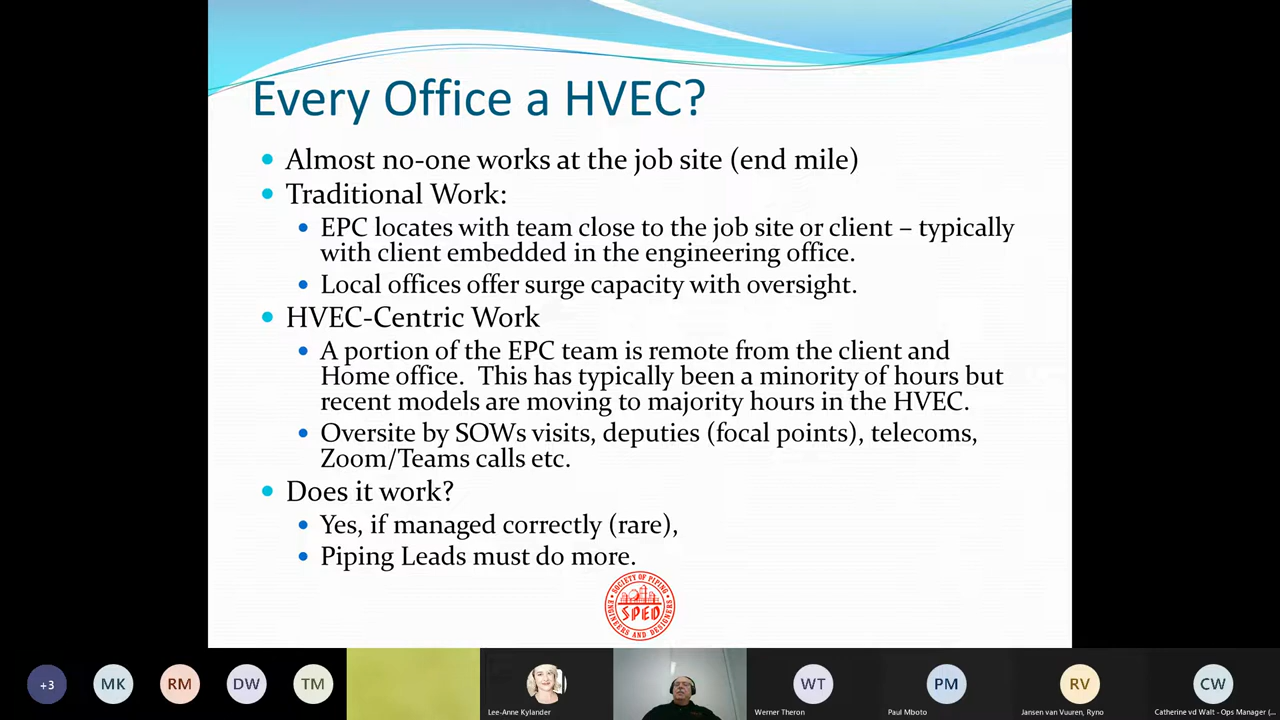 Every Office a HVEC?
Almost no-one works at the job site (end mile)
Traditional Work:
EPC locates with team close to the job site or client – typically
with client embedded in the engineering office.
Local offices offer surge capacity with oversight.
HVEC-Centric Work
A portion of the EPC team is remote from the client and
Home office. This has typically been a minority of hours but
recent models are moving to majority hours in the HVEC.
Oversite by SOWs visits, deputies (focal points), telecoms,
Zoom/Teams calls etc.
Does it work?
Yes, if managed correctly (rare),
Piping Leads must do more.
SOCIETY OF PIPING
SPED
ENGINEERS AND DESIGNERS
+3
MK
RM
DW
TM
Lee-Anne Kylander
WT
Werner Theron
PM
Paul Mboto
RV
Jansen van Vuuren, Ryno
CW
Catherine vd Walt - Ops Manager (...